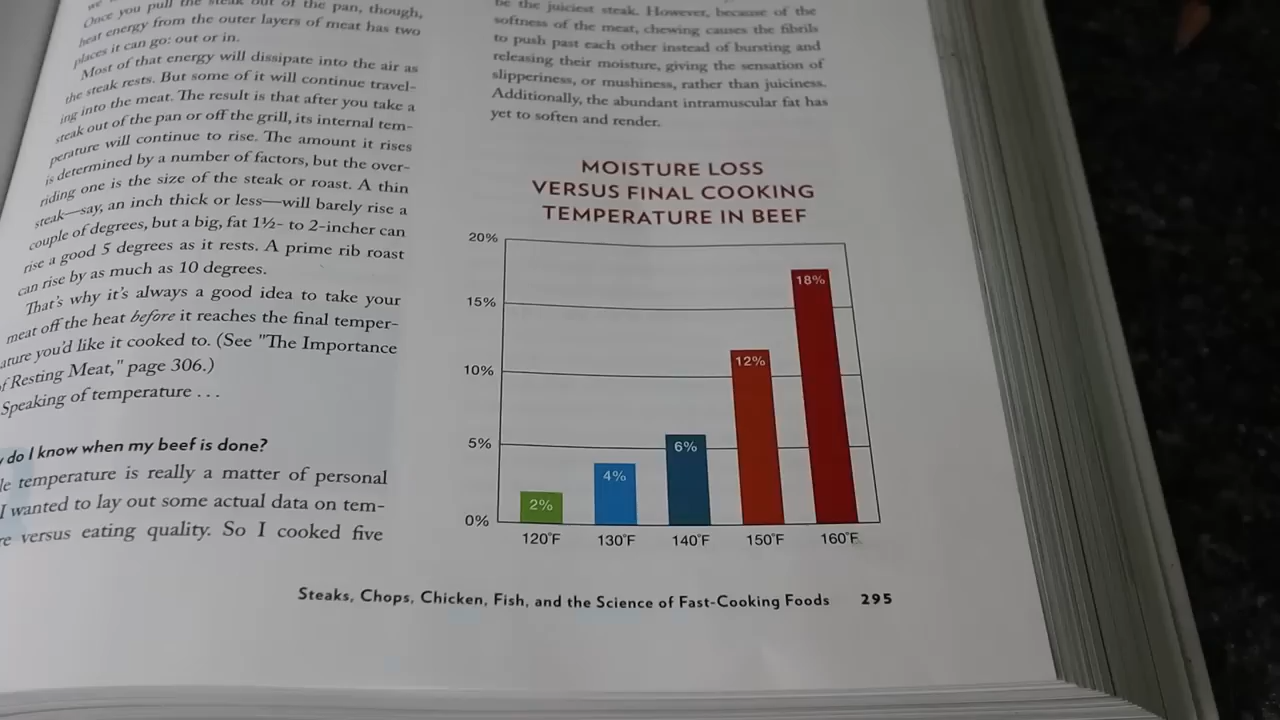 Once you pull the steak out of the pan, though,
heat energy from the outer layers of meat has two
places it can go: out or in.
Most of that energy will dissipate into the air as
the steak rests. But some of it will continue travel-
ing into the meat. The result is that after you take a
steak out of the pan or off the grill, its internal tem-
perature will continue to rise. The amount it rises
is determined by a number of factors, but the over-
riding one is the size of the steak or roast. A thin
steak—say, an inch thick or less—will barely rise a
couple of degrees, but a big, fat 1½- to 2-incher can
rise a good 5 degrees as it rests. A prime rib roast
can rise by as much as 10 degrees.
That's why it's always a good idea to take your
meat off the heat before it reaches the final temper-
ature you'd like it cooked to. (See "The Importance
f Resting Meat," page 306.)
Speaking of temperature . . .
do I know when my beef is done?
temperature is really a matter of personal
I wanted to lay out some actual data on tem-
versus eating quality. So I cooked five
be the juiciest steak. However, because of the
softness of the meat, chewing causes the fibrils
to push past each other instead of bursting and
releasing their moisture, giving the sensation of
slipperiness, or mushiness, rather than juiciness.
Additionally, the abundant intramuscular fat has
yet to soften and render.
MOISTURE LOSS
VERSUS FINAL COOKING
TEMPERATURE IN BEEF
20%
15%
10%
5%
0%
2%
4%
6%
12%
18%
120°F 130°F 140°F 150°F 160°F
Steaks, Chops, Chicken, Fish, and the Science of Fast-Cooking Foods 295